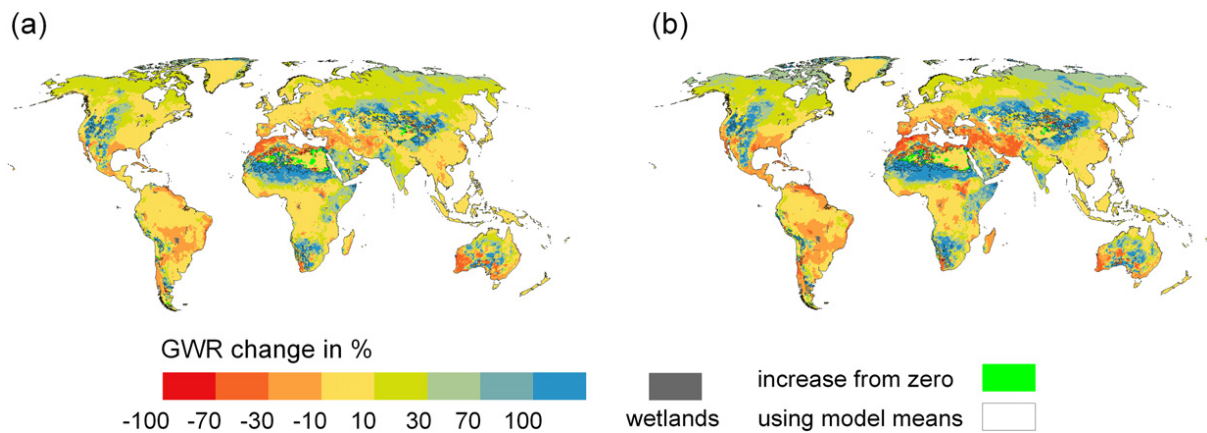 (a)
(b)
GWR change in %
-100 -70 -30 -10 10 30 70 100
wetlands
increase from zero
using model means